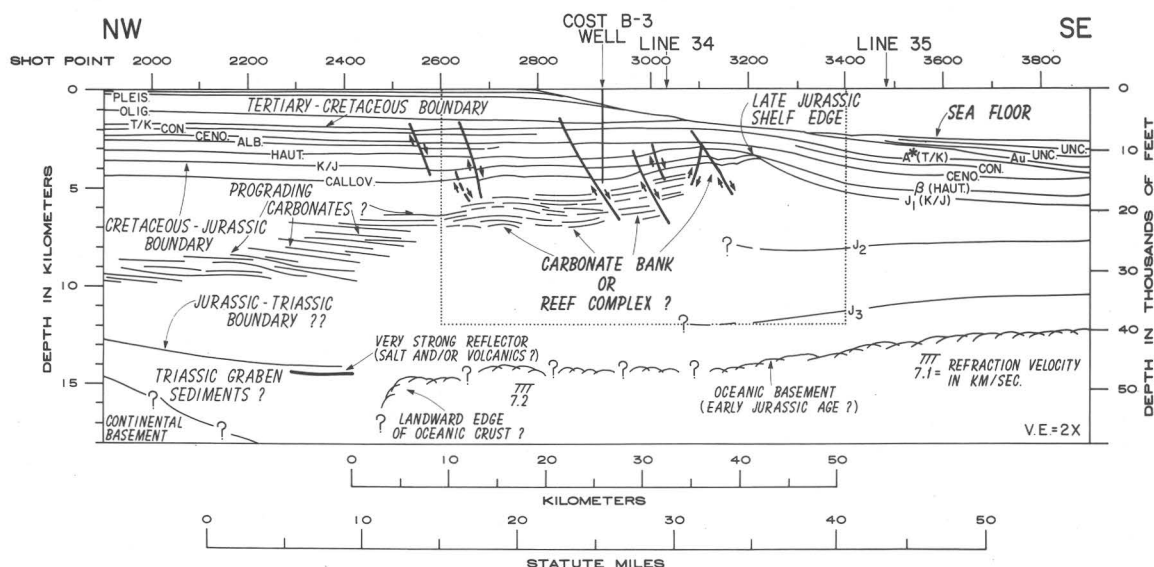 NW
COST B-3
WELL
SE
LINE 34
LINE 35
SHOT POINT 2000 2200 2400 2600 2800 3000 3200 3400 3600 3800
0
5
10
15
DEPTH IN KILOMETERS
0
10
20
30
40
50
DEPTH IN THOUSANDS OF FEET
PLEIS.
OLIG.
T/K
CON.
CENO.
ALB.
HAUT.
K/J
CALLOV.
TERTIARY-CRETACEOUS BOUNDARY
LATE JURASSIC
SHELF EDGE
SEA FLOOR
UNC.
Au UNC.
A* (T/K)
CON.
CENO.
β (HAUT.)
J1 (K/J)
PROGRADING
CARBONATES ?
CRETACEOUS-JURASSIC
BOUNDARY
CARBONATE BANK
OR
REEF COMPLEX ?
? J2
? J3
JURASSIC-TRIASSIC
BOUNDARY ??
VERY STRONG REFLECTOR
(SALT AND/OR VOLCANICS?)
TRIASSIC GRABEN
SEDIMENTS ?
? ?
CONTINENTAL
BASEMENT
? ? ? ? ?
7.2
LANDWARD EDGE
OF OCEANIC CRUST ?
OCEANIC BASEMENT
(EARLY JURASSIC AGE ?)
7.1 = REFRACTION VELOCITY
IN KM/SEC.
V.E.=2X
0 10 20 30 40 50
KILOMETERS
0 10 20 30 40 50
STATUTE MILES